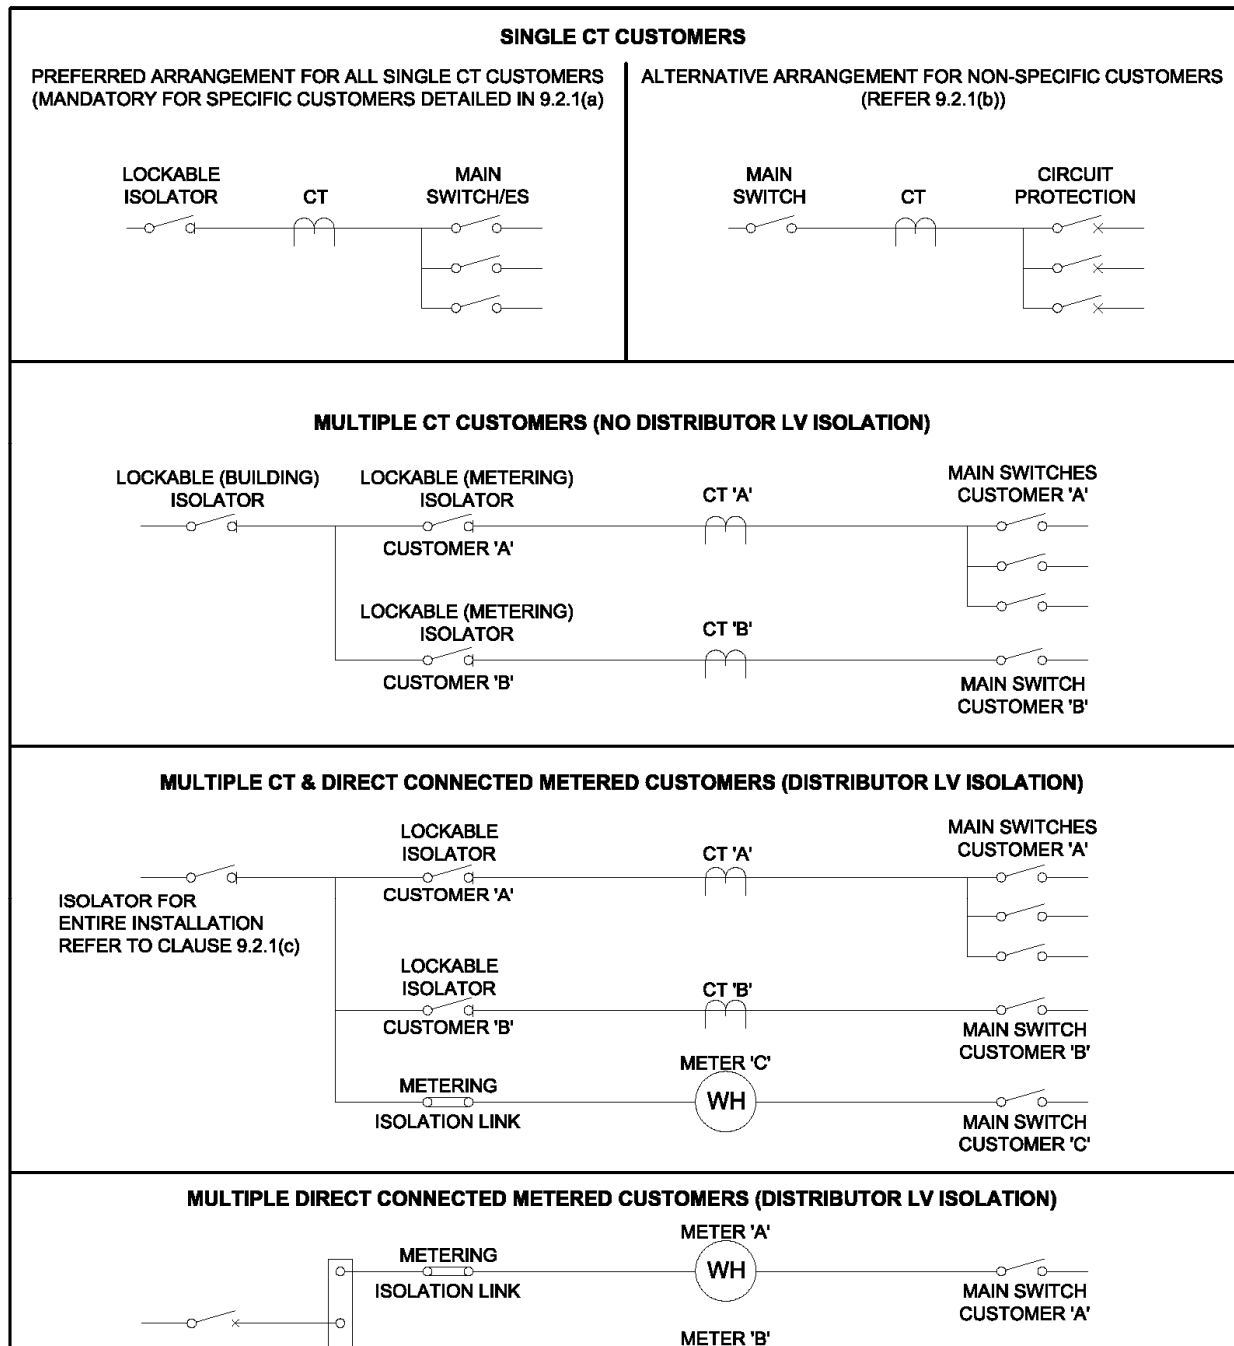 SINGLE CT CUSTOMERS
PREFERRED ARRANGEMENT FOR ALL SINGLE CT CUSTOMERS
(MANDATORY FOR SPECIFIC CUSTOMERS DETAILED IN 9.2.1(a)
ALTERNATIVE ARRANGEMENT FOR NON-SPECIFIC CUSTOMERS
(REFER 9.2.1(b))
LOCKABLE
ISOLATOR
CT
MAIN
SWITCH/ES
MAIN
SWITCH
CT
CIRCUIT
PROTECTION
MULTIPLE CT CUSTOMERS (NO DISTRIBUTOR LV ISOLATION)
LOCKABLE (BUILDING)
ISOLATOR
LOCKABLE (METERING)
ISOLATOR
CUSTOMER 'A'
CT 'A'
MAIN SWITCHES
CUSTOMER 'A'
LOCKABLE (METERING)
ISOLATOR
CUSTOMER 'B'
CT 'B'
MAIN SWITCH
CUSTOMER 'B'
MULTIPLE CT & DIRECT CONNECTED METERED CUSTOMERS (DISTRIBUTOR LV ISOLATION)
ISOLATOR FOR
ENTIRE INSTALLATION
REFER TO CLAUSE 9.2.1(c)
LOCKABLE
ISOLATOR
CUSTOMER 'A'
CT 'A'
MAIN SWITCHES
CUSTOMER 'A'
LOCKABLE
ISOLATOR
CUSTOMER 'B'
CT 'B'
MAIN SWITCH
CUSTOMER 'B'
METERING
ISOLATION LINK
METER 'C'
WH
MAIN SWITCH
CUSTOMER 'C'
MULTIPLE DIRECT CONNECTED METERED CUSTOMERS (DISTRIBUTOR LV ISOLATION)
METERING
ISOLATION LINK
METER 'A'
WH
MAIN SWITCH
CUSTOMER 'A'
METER 'B'